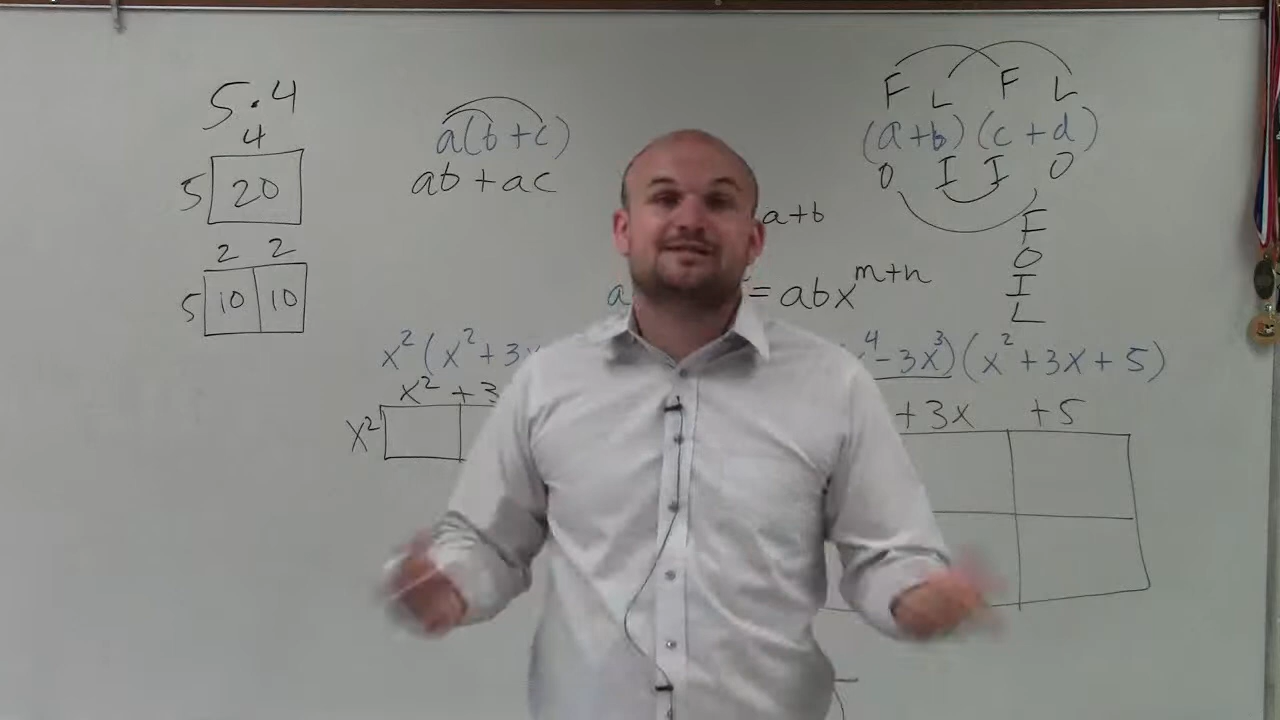 5.4
4
5 20
2 2
5 10 10
a(b+c)
ab+ac
F L F L
(a+b)(c+d)
O I I O
F
O
I
L
a+b
a
=abx^{m+n}
x^2(x^2+3x
x^2+3
x^2
^4-3x^3)(x^2+3x+5)
+3x +5